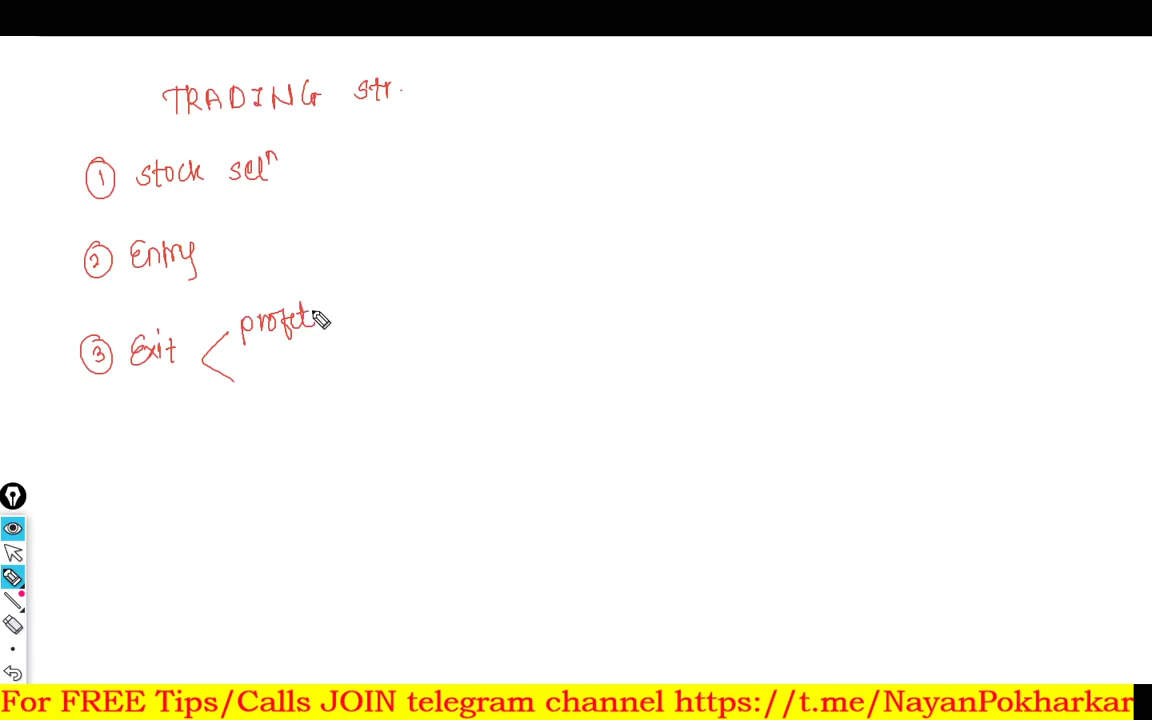 TRADING str.
① stock selⁿ
② Entry
③ Exit < profit
For FREE Tips/Calls JOIN telegram channel https://t.me/NayanPokharkar